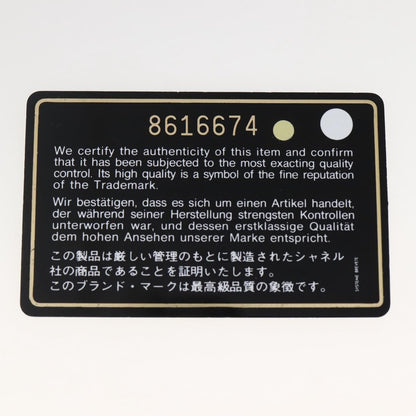 8616674
We certify the authenticity of this item and confirm
that it has been subjected to the most exacting quality
control. Its high quality is a symbol of the fine reputation
of the Trademark.
Wir bestätigen, dass es sich um einen Artikel handelt,
der während seiner Herstellung strengsten Kontrollen
unterworfen war, und dessen erstklassige Qualität
dem hohen Ansehen unserer Marke entspricht.
この製品は厳しい管理のもとに製造されたシャネル
社の商品であることを証明いたします。
このブランド・マークは最高級品質の象徴です。
SYSTEME BREVETE